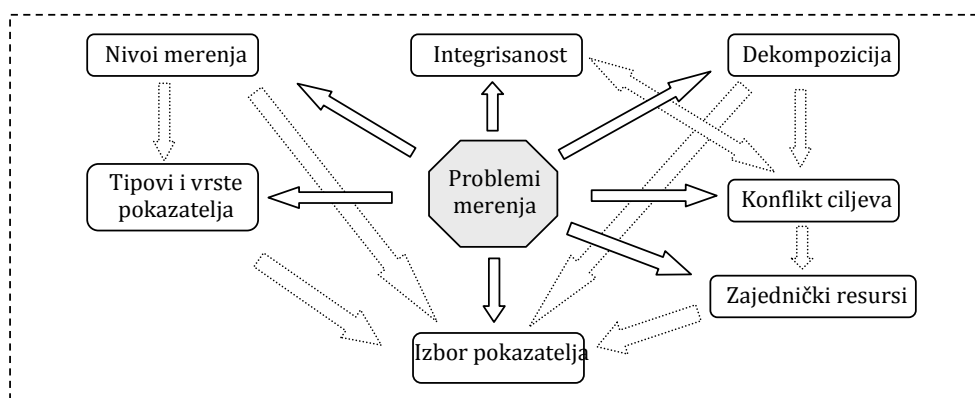 Nivoi merenja
Integrisanost
Dekompozicija
Problemi
merenja
Tipovi i vrste
pokazatelja
Konflikt ciljeva
Zajednički resursi
Izbor pokazatelja